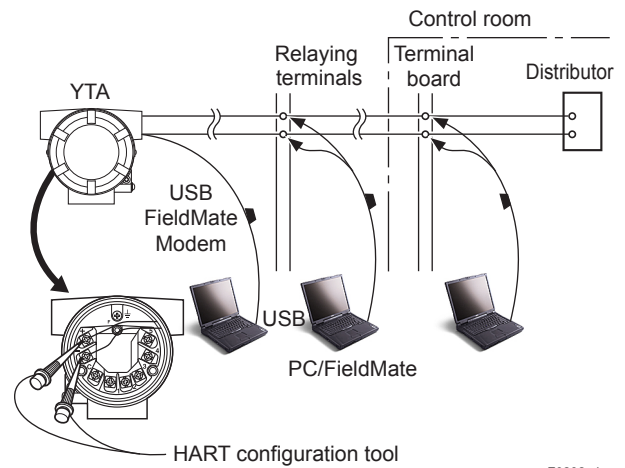 Control room
Relaying
terminals
Terminal
board
Distributor
YTA
USB
FieldMate
Modem
USB
PC/FieldMate
HART configuration tool